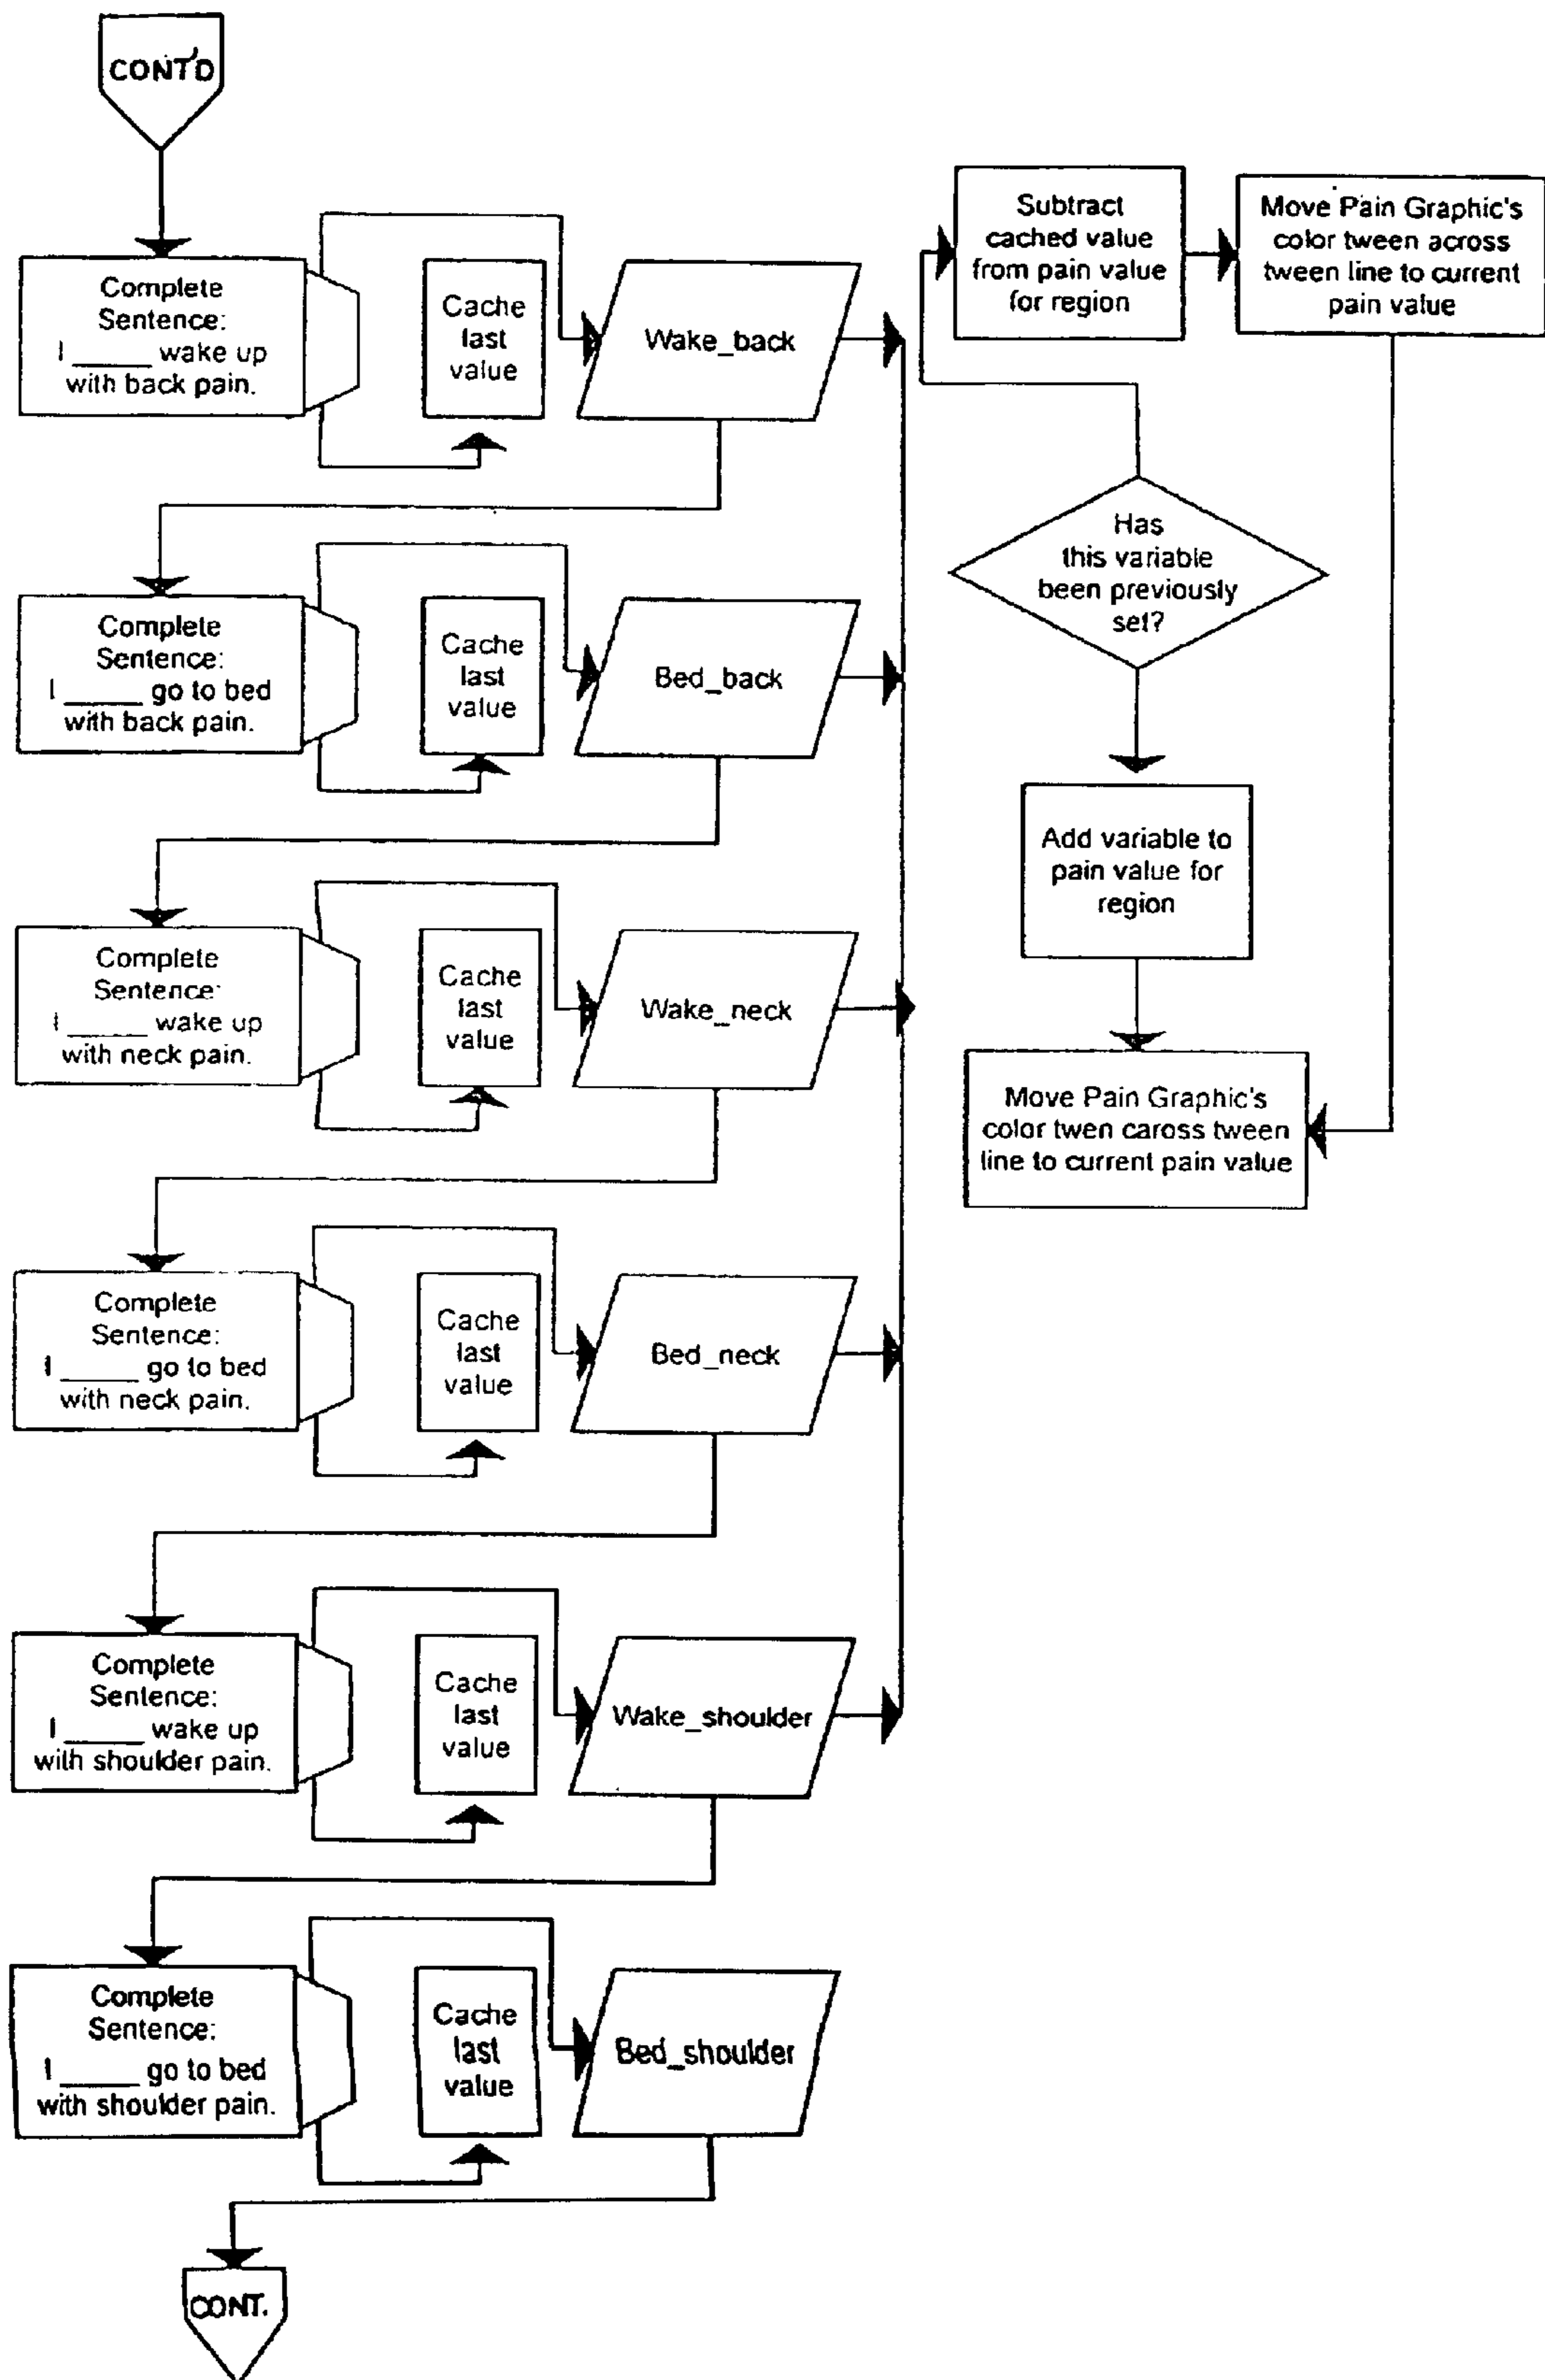 CONT'D
Complete
Sentence:
I _____ wake up
with back pain.
Cache
last
value
Wake_back
Complete
Sentence:
I _____ go to bed
with back pain.
Cache
last
value
Bed_back
Complete
Sentence:
I _____ wake up
with neck pain.
Cache
last
value
Wake_neck
Complete
Sentence:
I _____ go to bed
with neck pain.
Cache
last
value
Bed_neck
Complete
Sentence:
I _____ wake up
with shoulder pain.
Cache
last
value
Wake_shoulder
Complete
Sentence:
I _____ go to bed
with shoulder pain.
Cache
last
value
Bed_shoulder
CONT.
Subtract
cached value
from pain value
for region
Move Pain Graphic's
color tween across
tween line to current
pain value
Has
this variable
been previously
set?
Add variable to
pain value for
region
Move Pain Graphic's
color twen caross tween
line to current pain value